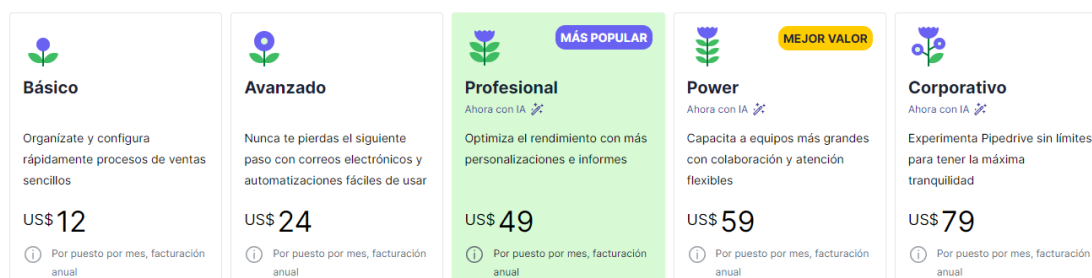 Básico
Organízate y configura
rápidamente procesos de ventas
sencillos
US$ 12
Por puesto por mes, facturación
anual
Avanzado
Nunca te pierdas el siguiente
paso con correos electrónicos y
automatizaciones fáciles de usar
US$ 24
Por puesto por mes, facturación
anual
MÁS POPULAR
Profesional
Ahora con IA
Optimiza el rendimiento con más
personalizaciones e informes
US$ 49
Por puesto por mes, facturación
anual
MEJOR VALOR
Power
Ahora con IA
Capacita a equipos más grandes
con colaboración y atención
flexibles
US$ 59
Por puesto por mes, facturación
anual
Corporativo
Ahora con IA
Experimenta Pipedrive sin límites
para tener la máxima
tranquilidad
US$ 79
Por puesto por mes, facturación
anual